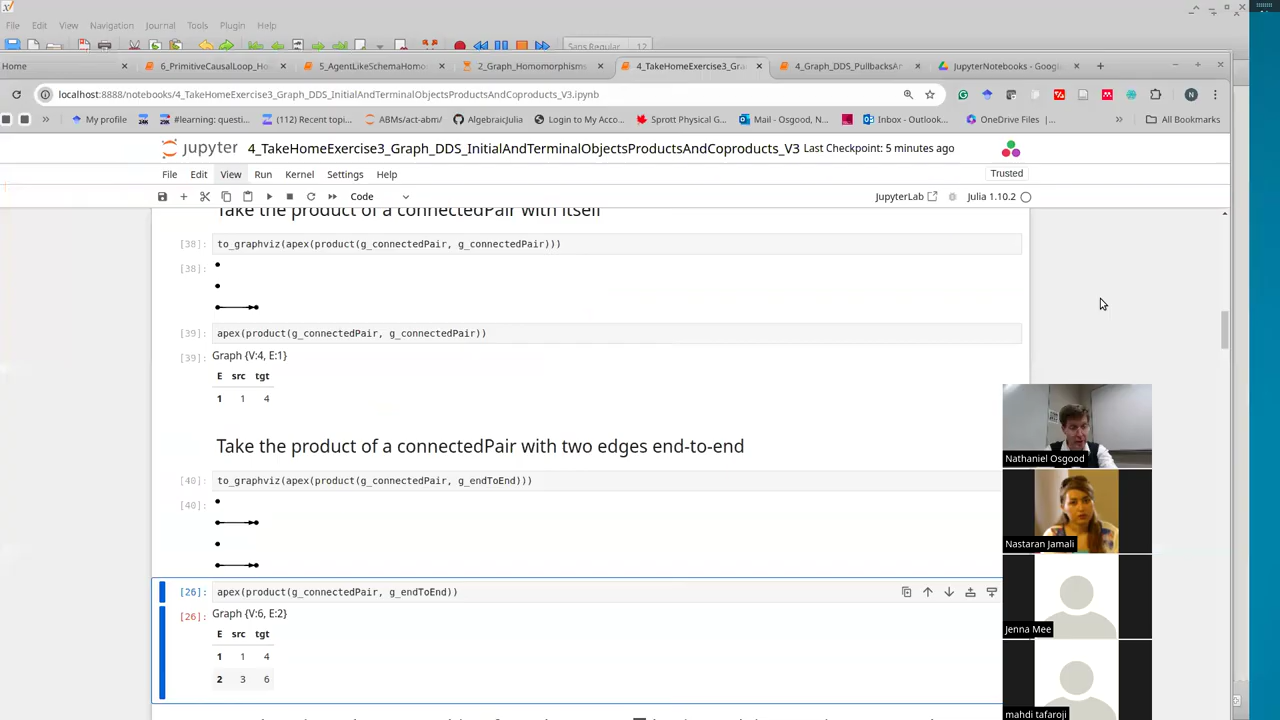 File Edit View Navigation Journal Tools Plugin Help
Sans Regular 12
Home 6_PrimitiveCausalLoop_Ho 5_AgentLikeSchemaHomor 2_Graph_Homomorphisms 4_TakeHomeExercise3_Gra 4_Graph_DDS_PullbacksAr JupyterNotebooks - Googl
localhost:8888/notebooks/4_TakeHomeExercise3_Graph_DDS_InitialAndTerminalObjectsProductsAndCoproducts_V3.ipynb
My profile #learning: questi... (112) Recent topi... ABMs/act-abm/ AlgebraicJulia Login to My Accou... Sprott Physical G... Mail - Osgood, N... Inbox - Outlook... OneDrive Files | All Bookmarks
Jupyter 4_TakeHomeExercise3_Graph_DDS_InitialAndTerminalObjectsProductsAndCoproducts_V3 Last Checkpoint: 5 minutes ago
File Edit View Run Kernel Settings Help Trusted
Code JupyterLab Julia 1.10.2
Take the product of a connectedPair with itself
[38]: to_graphviz(apex(product(g_connectedPair, g_connectedPair)))
[38]:
[39]: apex(product(g_connectedPair, g_connectedPair))
[39]: Graph {V:4, E:1}
E src tgt
1 1 4
Take the product of a connectedPair with two edges end-to-end
[40]: to_graphviz(apex(product(g_connectedPair, g_endToEnd)))
[40]:
[26]: apex(product(g_connectedPair, g_endToEnd))
[26]: Graph {V:6, E:2}
E src tgt
1 1 4
2 3 6
Nathaniel Osgood
Nastaran Jamali
Jenna Mee
mahdi tafaroji